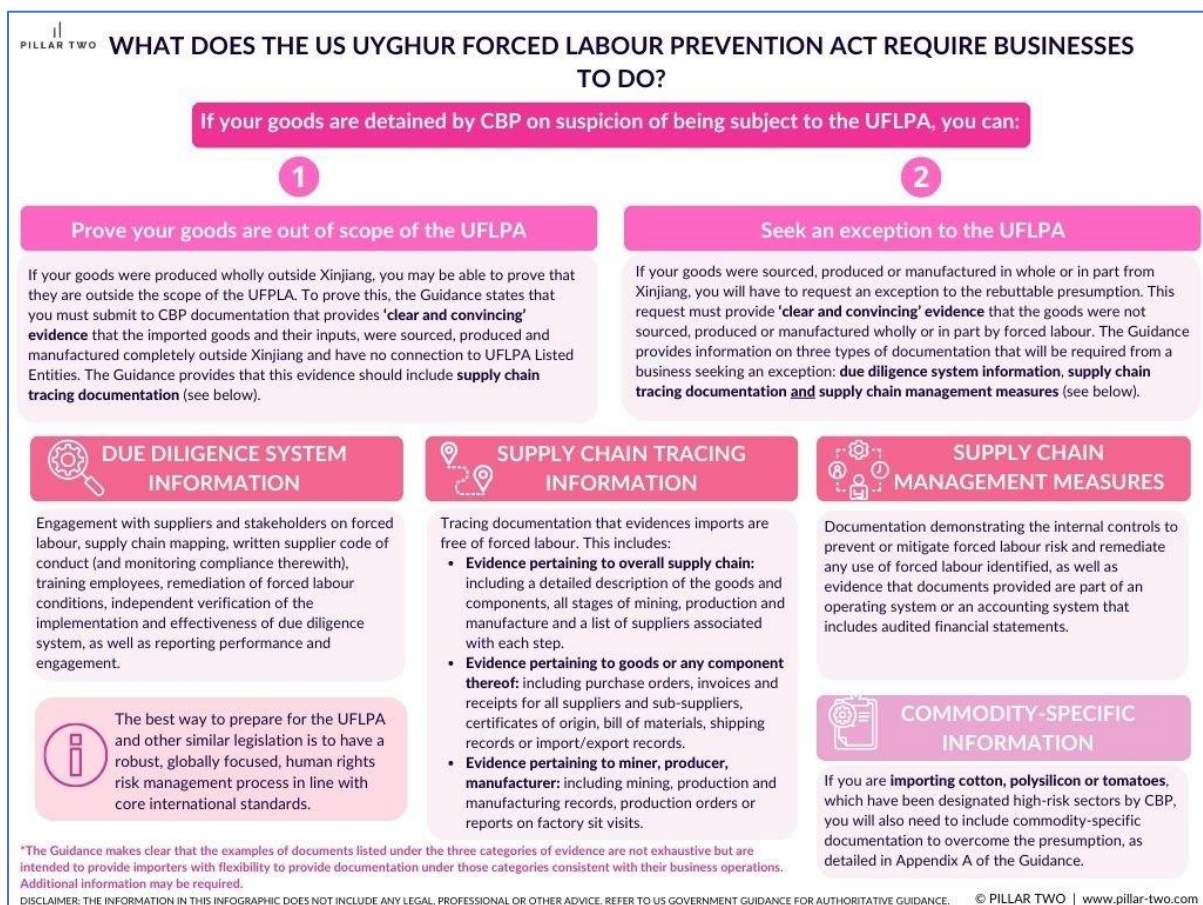 PILLAR TWO
WHAT DOES THE US UYGHUR FORCED LABOUR PREVENTION ACT REQUIRE BUSINESSES
TO DO?
If your goods are detained by CBP on suspicion of being subject to the UFLPA, you can:
1
Prove your goods are out of scope of the UFLPA
If your goods were produced wholly outside Xinjiang, you may be able to prove that
they are outside the scope of the UFPLA. To prove this, the Guidance states that
you must submit to CBP documentation that provides ‘clear and convincing’
evidence that the imported goods and their inputs, were sourced, produced and
manufactured completely outside Xinjiang and have no connection to UFLPA Listed
Entities. The Guidance provides that this evidence should include supply chain
tracing documentation (see below).
2
Seek an exception to the UFLPA
If your goods were sourced, produced or manufactured in whole or in part from
Xinjiang, you will have to request an exception to the rebuttable presumption. This
request must provide ‘clear and convincing’ evidence that the goods were not
sourced, produced or manufactured wholly or in part by forced labour. The Guidance
provides information on three types of documentation that will be required from a
business seeking an exception: due diligence system information, supply chain
tracing documentation and supply chain management measures (see below).
DUE DILIGENCE SYSTEM
INFORMATION
Engagement with suppliers and stakeholders on forced
labour, supply chain mapping, written supplier code of
conduct (and monitoring compliance therewith),
training employees, remediation of forced labour
conditions, independent verification of the
implementation and effectiveness of due diligence
system, as well as reporting performance and
engagement.
The best way to prepare for the UFLPA
and other similar legislation is to have a
robust, globally focused, human rights
risk management process in line with
core international standards.
SUPPLY CHAIN TRACING
INFORMATION
Tracing documentation that evidences imports are
free of forced labour. This includes:
• Evidence pertaining to overall supply chain:
including a detailed description of the goods and
components, all stages of mining, production and
manufacture and a list of suppliers associated
with each step.
• Evidence pertaining to goods or any component
thereof: including purchase orders, invoices and
receipts for all suppliers and sub-suppliers,
certificates of origin, bill of materials, shipping
records or import/export records.
• Evidence pertaining to miner, producer,
manufacturer: including mining, production and
manufacturing records, production orders or
reports on factory sit visits.
SUPPLY CHAIN
MANAGEMENT MEASURES
Documentation demonstrating the internal controls to
prevent or mitigate forced labour risk and remediate
any use of forced labour identified, as well as
evidence that documents provided are part of an
operating system or an accounting system that
includes audited financial statements.
COMMODITY-SPECIFIC
INFORMATION
If you are importing cotton, polysilicon or tomatoes,
which have been designated high-risk sectors by CBP,
you will also need to include commodity-specific
documentation to overcome the presumption, as
detailed in Appendix A of the Guidance.
*The Guidance makes clear that the examples of documents listed under the three categories of evidence are not exhaustive but are
intended to provide importers with flexibility to provide documentation under those categories consistent with their business operations.
Additional information may be required.
DISCLAIMER: THE INFORMATION IN THIS INFOGRAPHIC DOES NOT INCLUDE ANY LEGAL, PROFESSIONAL OR OTHER ADVICE. REFER TO US GOVERNMENT GUIDANCE FOR AUTHORITATIVE GUIDANCE.
© PILLAR TWO | www.pillar-two.com